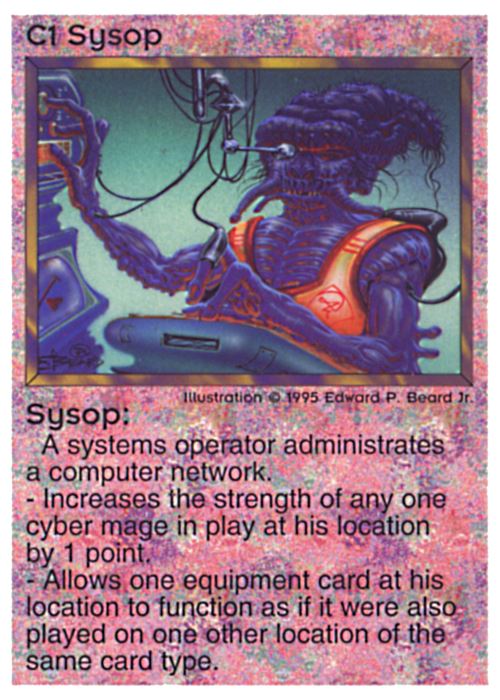 C1 Sysop
Illustration © 1995 Edward P. Beard Jr.
Sysop:
A systems operator administrates
a computer network.
- Increases the strength of any one
cyber mage in play at his location
by 1 point.
- Allows one equipment card at his
location to function as if it were also
played on one other location of the
same card type.